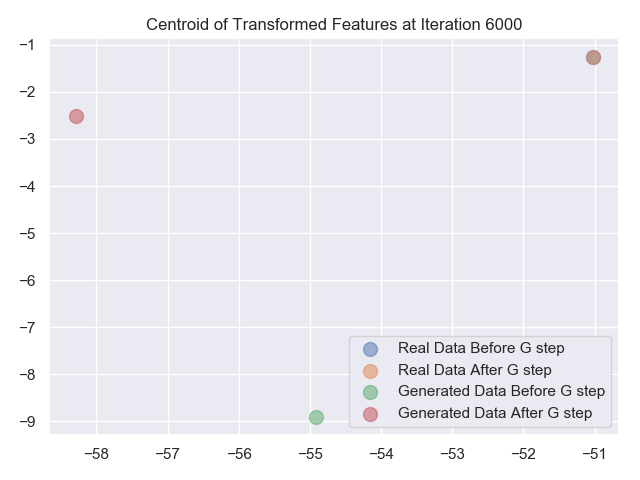 Centroid of Transformed Features at Iteration 6000
−1
−2
−3
−4
−5
−6
−7
−8
−9
Real Data Before G step
Real Data After G step
Generated Data Before G step
Generated Data After G step
−58 −57 −56 −55 −54 −53 −52 −51